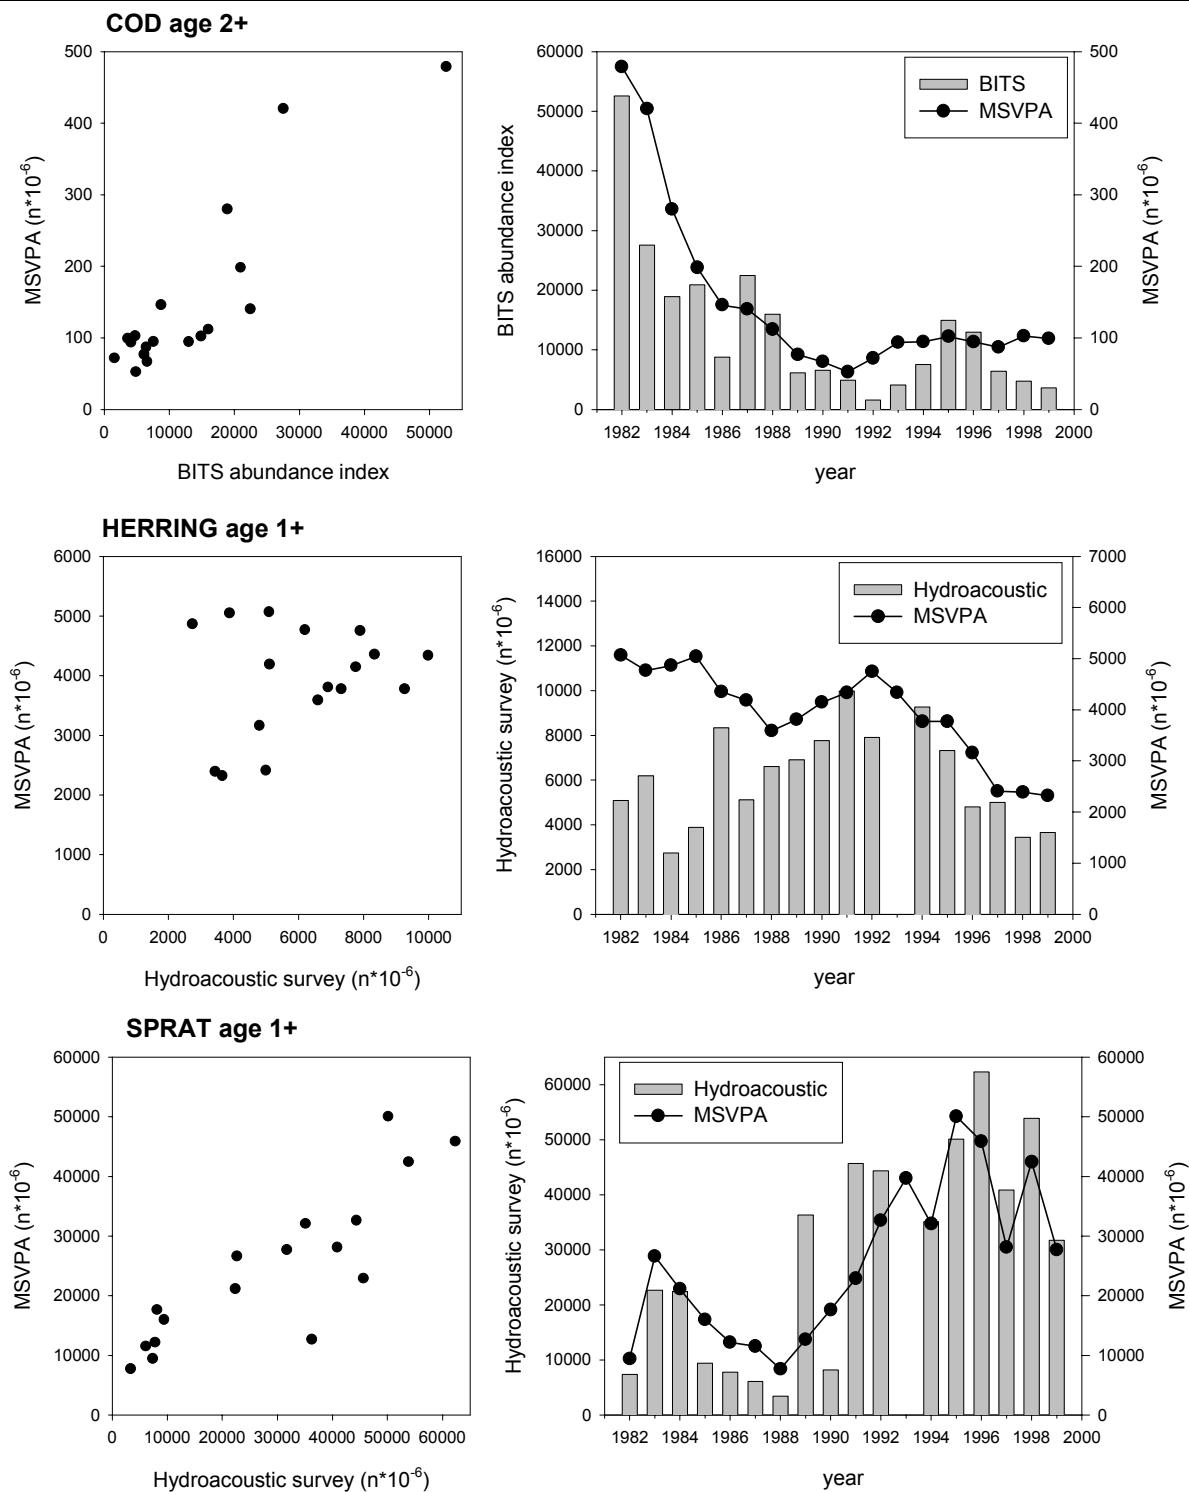 COD age 2+
500
400
300
200
100
0
MSVPA (n*10-6)
0 10000 20000 30000 40000 50000
BITS abundance index
60000
50000
40000
30000
20000
10000
0
BITS abundance index
BITS
MSVPA
500
400
300
200
100
0
MSVPA (n*10-6)
1982 1984 1986 1988 1990 1992 1994 1996 1998 2000
year
HERRING age 1+
6000
5000
4000
3000
2000
1000
0
MSVPA (n*10-6)
0 2000 4000 6000 8000 10000
Hydroacoustic survey (n*10-6)
16000
14000
12000
10000
8000
6000
4000
2000
0
Hydroacoustic survey (n*10-6)
Hydroacoustic
MSVPA
7000
6000
5000
4000
3000
2000
1000
0
MSVPA (n*10-6)
1982 1984 1986 1988 1990 1992 1994 1996 1998 2000
year
SPRAT age 1+
60000
50000
40000
30000
20000
10000
0
MSVPA (n*10-6)
0 10000 20000 30000 40000 50000 60000
Hydroacoustic survey (n*10-6)
60000
50000
40000
30000
20000
10000
0
Hydroacoustic survey (n*10-6)
Hydroacoustic
MSVPA
60000
50000
40000
30000
20000
10000
0
MSVPA (n*10-6)
1982 1984 1986 1988 1990 1992 1994 1996 1998 2000
year